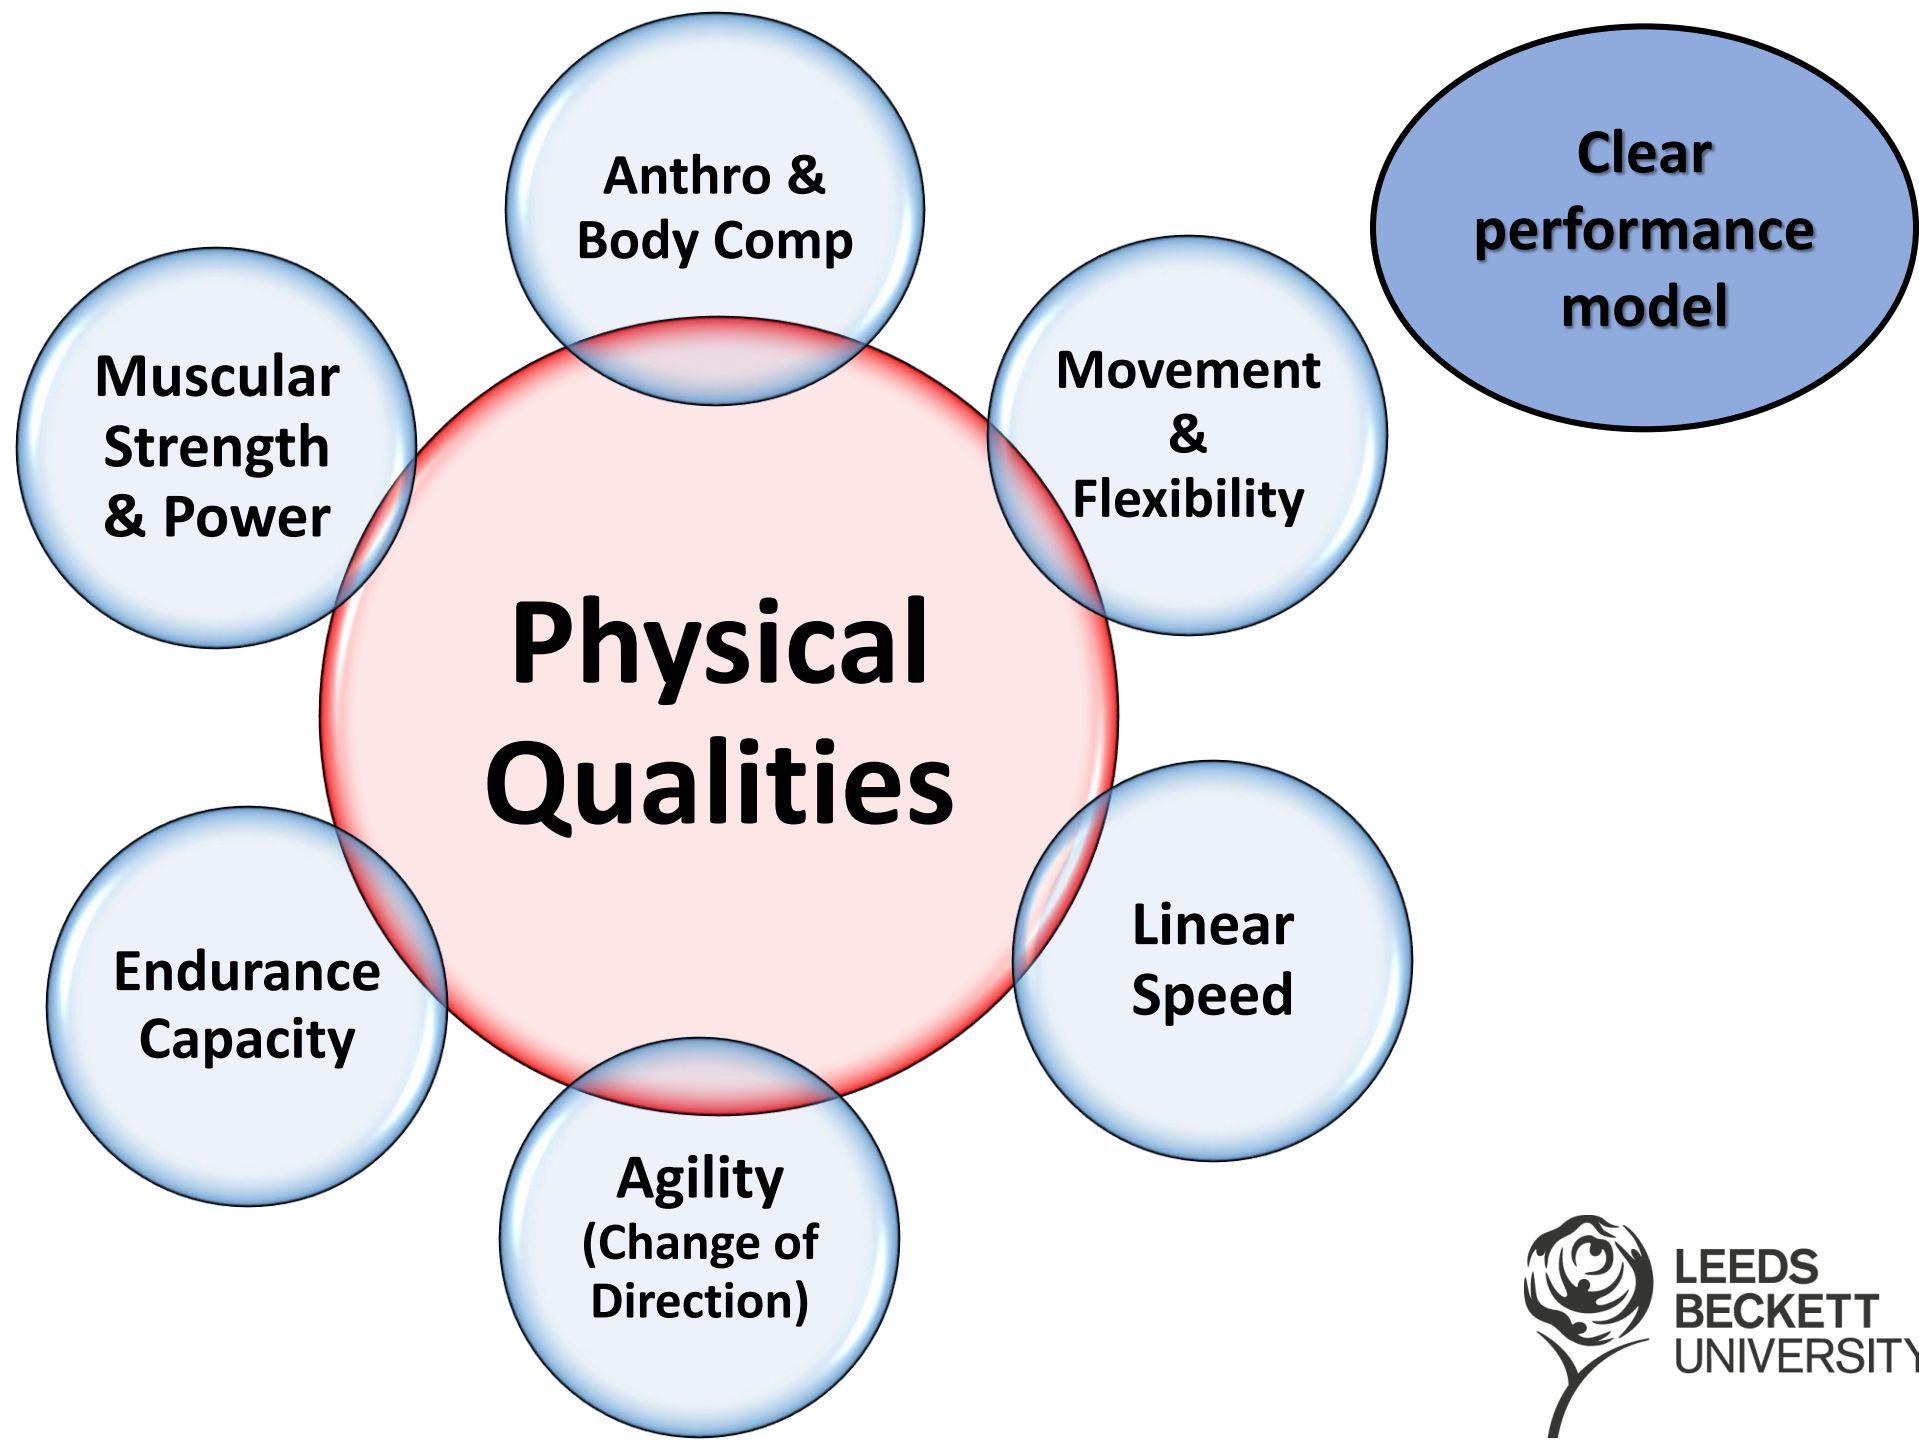 Anthro &
Body Comp
Clear
performance
model
Movement
&
Flexibility
Muscular
Strength
& Power
Physical
Qualities
Linear
Speed
Endurance
Capacity
Agility
(Change of
Direction)
LEEDS
BECKETT
UNIVERSITY